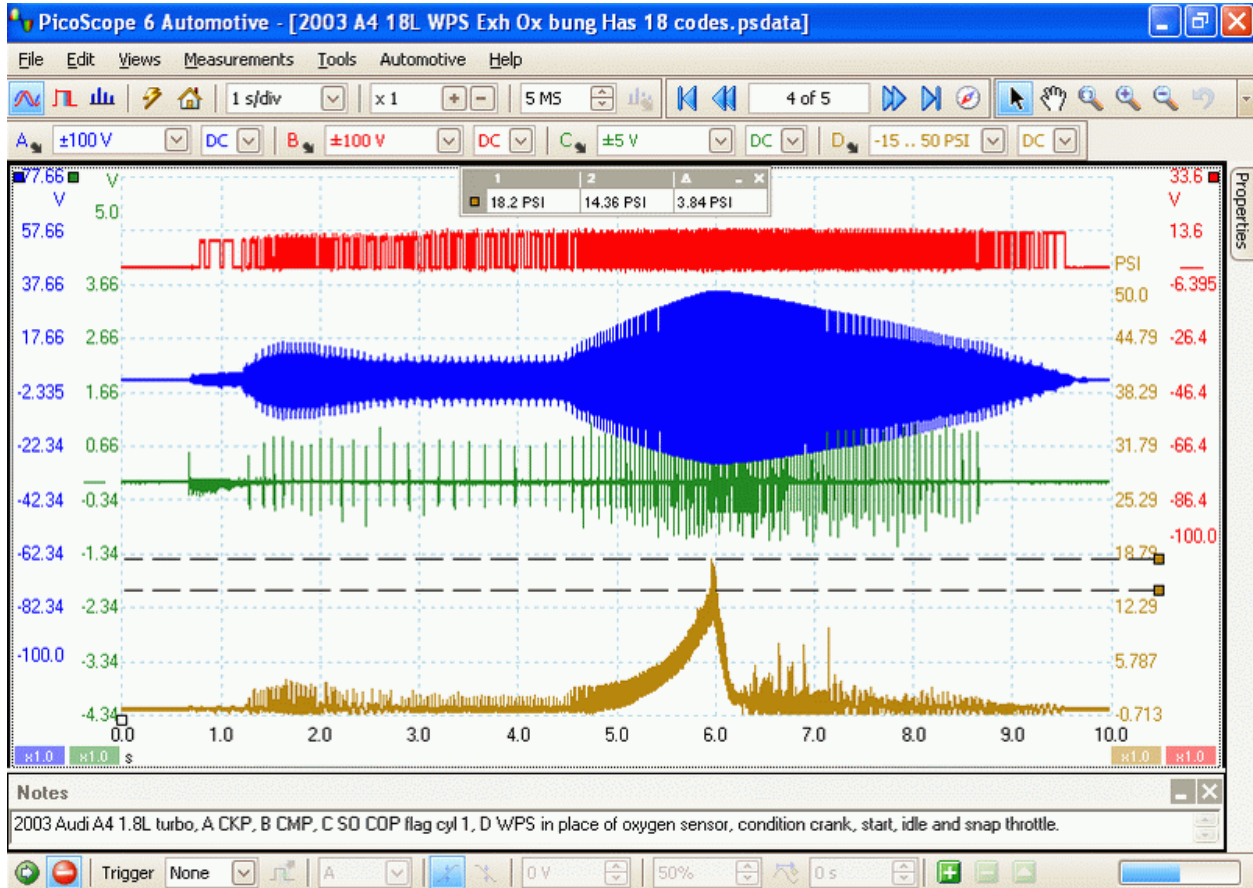 PicoScope 6 Automotive - [2003 A4 18L WPS Exh Ox bung Has 18 codes.psdata]
File Edit Views Measurements Tools Automotive Help
1 s/div x 1 5 MS 4 of 5
A ±100 V DC B ±100 V DC C ±5 V DC D -15 .. 50 PSI DC
Properties
1 2 Δ
18.2 PSI 14.36 PSI 3.84 PSI
77.66 V 33.6
V 5.0 V
57.66 13.6
PSI
37.66 3.66 50.0 -6.395
17.66 2.66 44.79 -26.4
-2.335 1.66 38.29 -46.4
-22.34 0.66 31.79 -66.4
-42.34 -0.34 25.29 -86.4
-62.34 -1.34 18.79 -100.0
-82.34 -2.34 12.29
-100.0 -3.34 5.787
-4.34 -0.713
0.0 1.0 2.0 3.0 4.0 5.0 6.0 7.0 8.0 9.0 10.0
x1.0 x1.0 s x1.0 x1.0
Notes
2003 Audi A4 1.8L turbo, A CKP, B CMP, C SO COP flag cyl 1, D WPS in place of oxygen sensor, condition crank, start, idle and snap throttle.
Trigger None A 0 V 50% 0 s